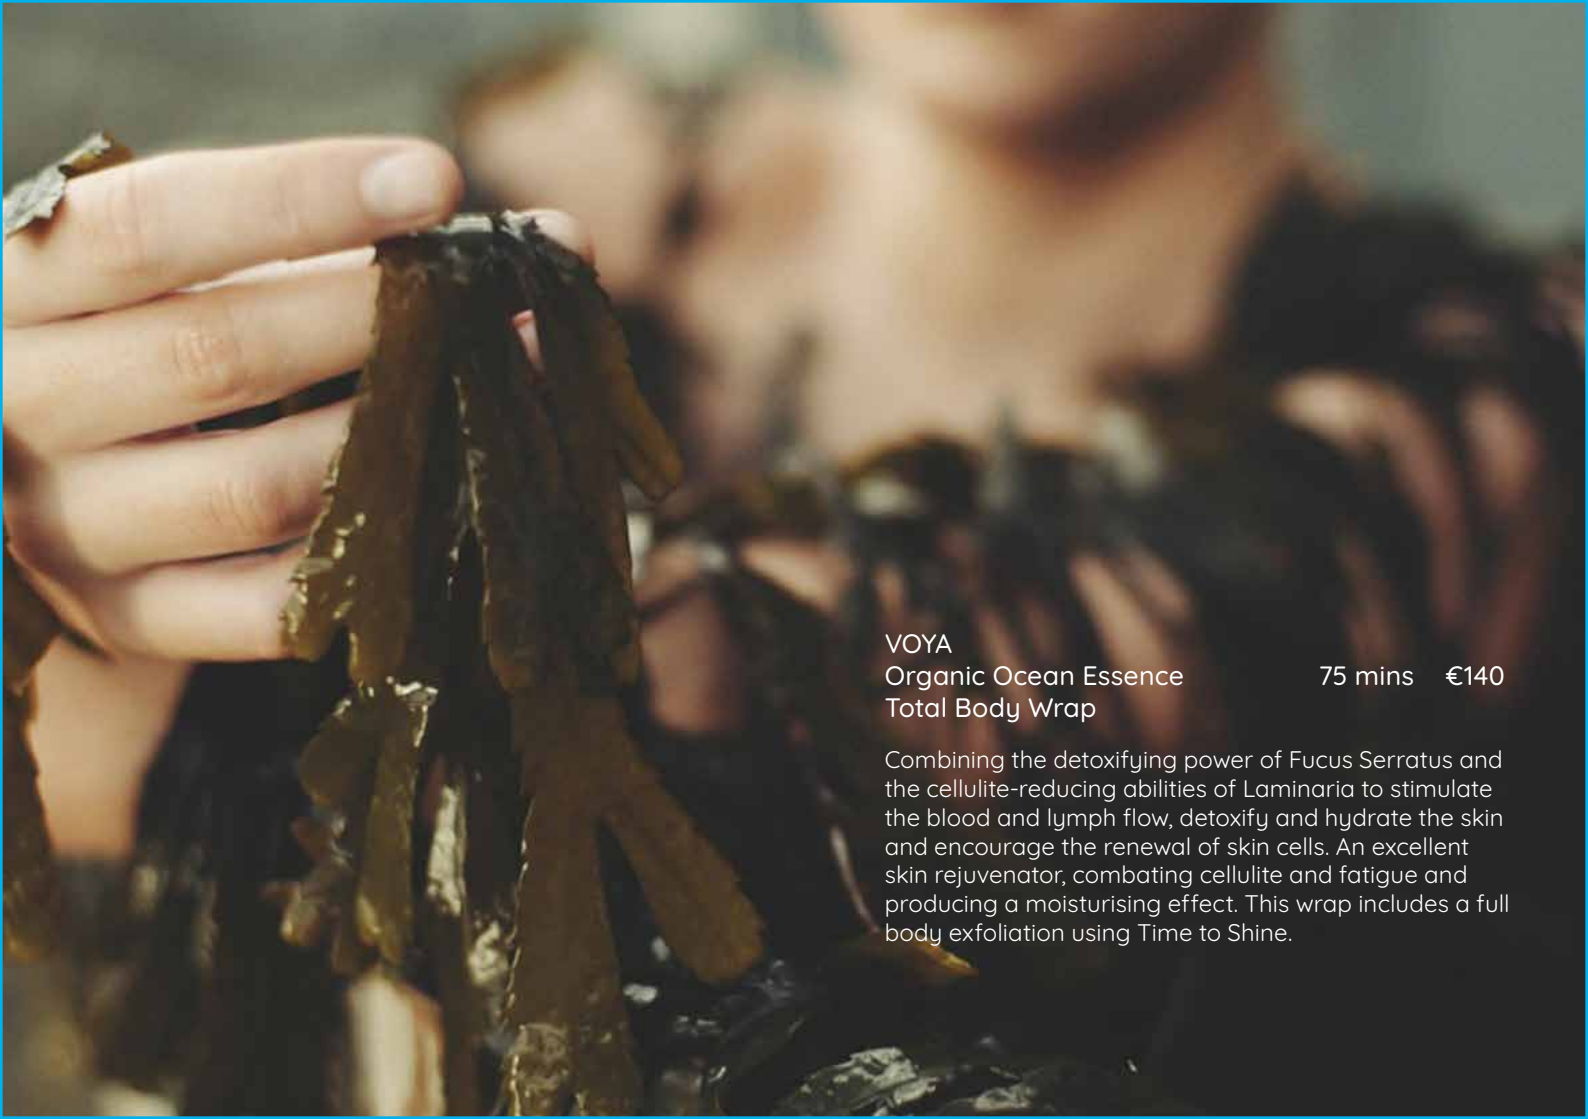 VOYA
Organic Ocean Essence 75 mins €140
Total Body Wrap
Combining the detoxifying power of Fucus Serratus and
the cellulite-reducing abilities of Laminaria to stimulate
the blood and lymph flow, detoxify and hydrate the skin
and encourage the renewal of skin cells. An excellent
skin rejuvenator, combating cellulite and fatigue and
producing a moisturising effect. This wrap includes a full
body exfoliation using Time to Shine.